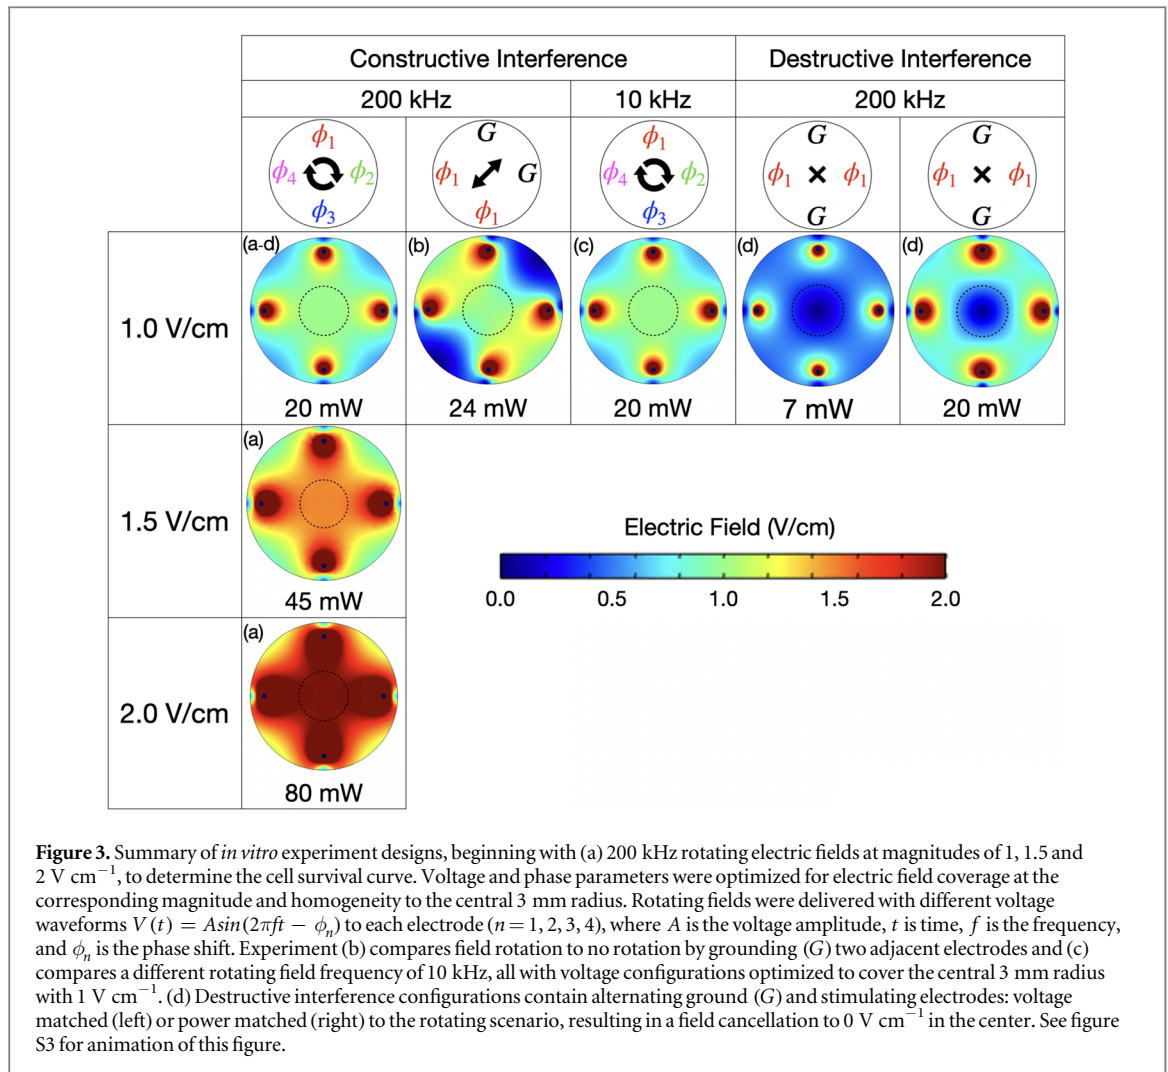 Constructive Interference Destructive Interference
200 kHz 10 kHz 200 kHz
ϕ1 G ϕ1 G G
ϕ4 ϕ2 ϕ1 G ϕ4 ϕ2 ϕ1 ϕ1 ϕ1 ϕ1
ϕ3 ϕ1 ϕ3 G G
(a-d) (b) (c) (d) (d)
1.0 V/cm
20 mW 24 mW 20 mW 7 mW 20 mW
(a)
1.5 V/cm
45 mW
Electric Field (V/cm)
0.0 0.5 1.0 1.5 2.0
(a)
2.0 V/cm
80 mW
Figure 3. Summary of in vitro experiment designs, beginning with (a) 200 kHz rotating electric fields at magnitudes of 1, 1.5 and
2 V cm−1, to determine the cell survival curve. Voltage and phase parameters were optimized for electric field coverage at the
corresponding magnitude and homogeneity to the central 3 mm radius. Rotating fields were delivered with different voltage
waveforms V(t) = Asin(2πft − ϕn) to each electrode (n = 1, 2, 3, 4), where A is the voltage amplitude, t is time, f is the frequency,
and ϕn is the phase shift. Experiment (b) compares field rotation to no rotation by grounding (G) two adjacent electrodes and (c)
compares a different rotating field frequency of 10 kHz, all with voltage configurations optimized to cover the central 3 mm radius
with 1 V cm−1. (d) Destructive interference configurations contain alternating ground (G) and stimulating electrodes: voltage
matched (left) or power matched (right) to the rotating scenario, resulting in a field cancellation to 0 V cm−1 in the center. See figure
S3 for animation of this figure.